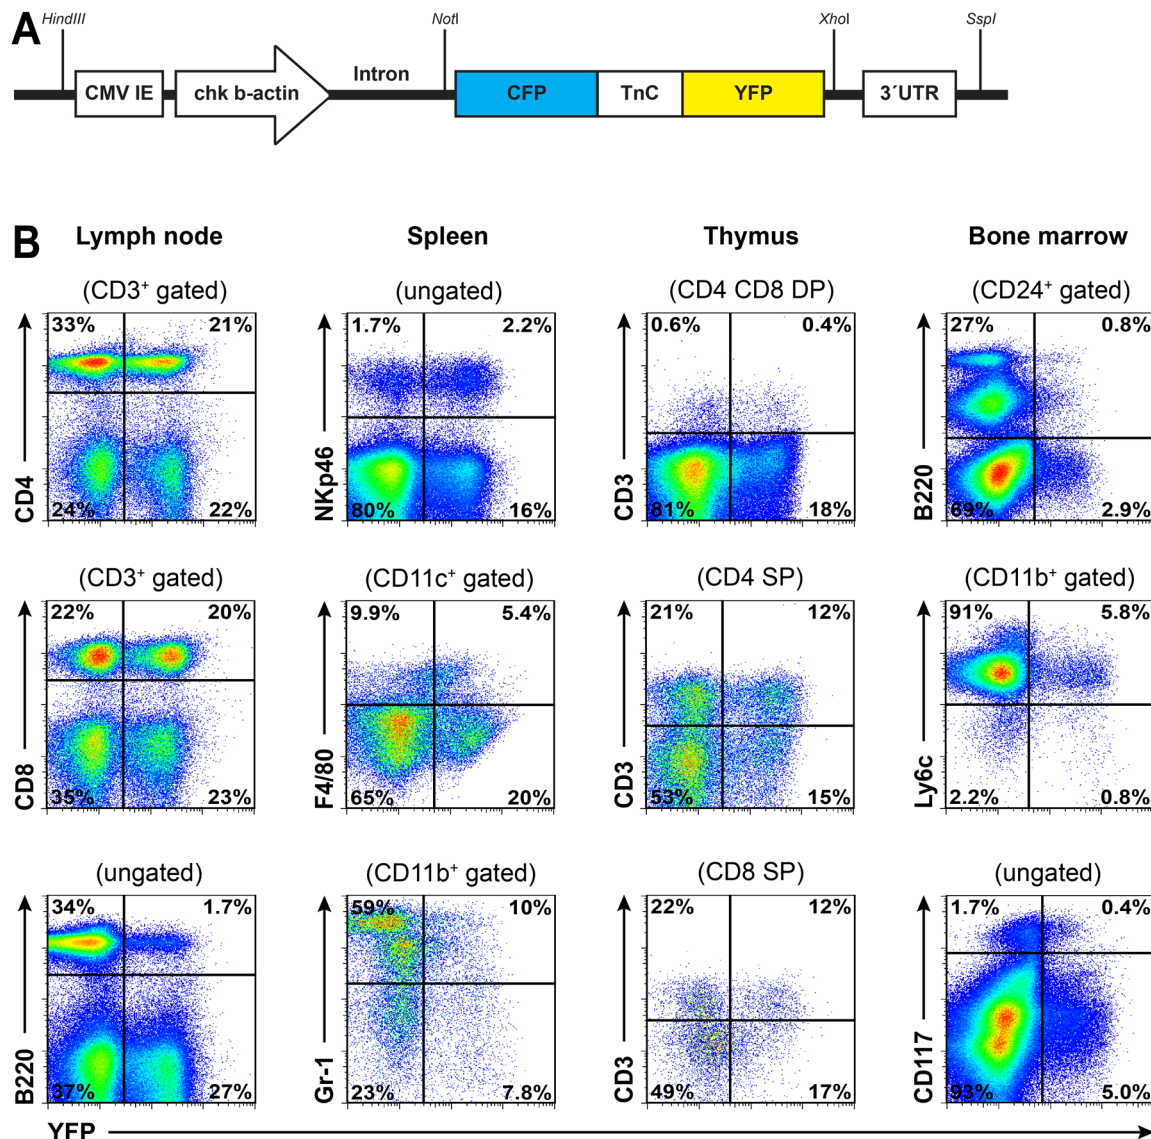 A
HindIII
NotI
XhoI
SspI
CMV IE
chk b-actin
Intron
CFP
TnC
YFP
3´UTR
B
Lymph node
Spleen
Thymus
Bone marrow
(CD3⁺ gated)
33%
21%
24%
22%
CD4
(ungated)
1.7%
2.2%
80%
16%
NKp46
(CD4 CD8 DP)
0.6%
0.4%
81%
18%
CD3
(CD24⁺ gated)
27%
0.8%
69%
2.9%
B220
(CD3⁺ gated)
22%
20%
35%
23%
CD8
(CD11c⁺ gated)
9.9%
5.4%
65%
20%
F4/80
(CD4 SP)
21%
12%
53%
15%
CD3
(CD11b⁺ gated)
91%
5.8%
2.2%
0.8%
Ly6c
(ungated)
34%
1.7%
37%
27%
B220
(CD11b⁺ gated)
59%
10%
23%
7.8%
Gr-1
(CD8 SP)
22%
12%
49%
17%
CD3
(ungated)
1.7%
0.4%
93%
5.0%
CD117
YFP